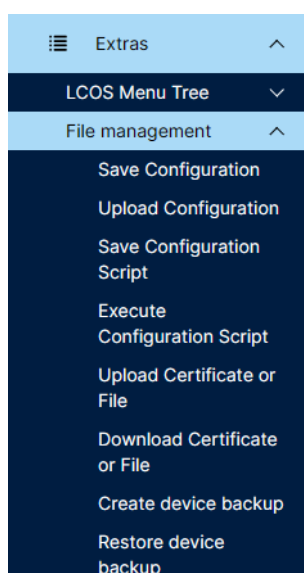 Extras
LCOS Menu Tree
File management
Save Configuration
Upload Configuration
Save Configuration
Script
Execute
Configuration Script
Upload Certificate or
File
Download Certificate
or File
Create device backup
Restore device
backup